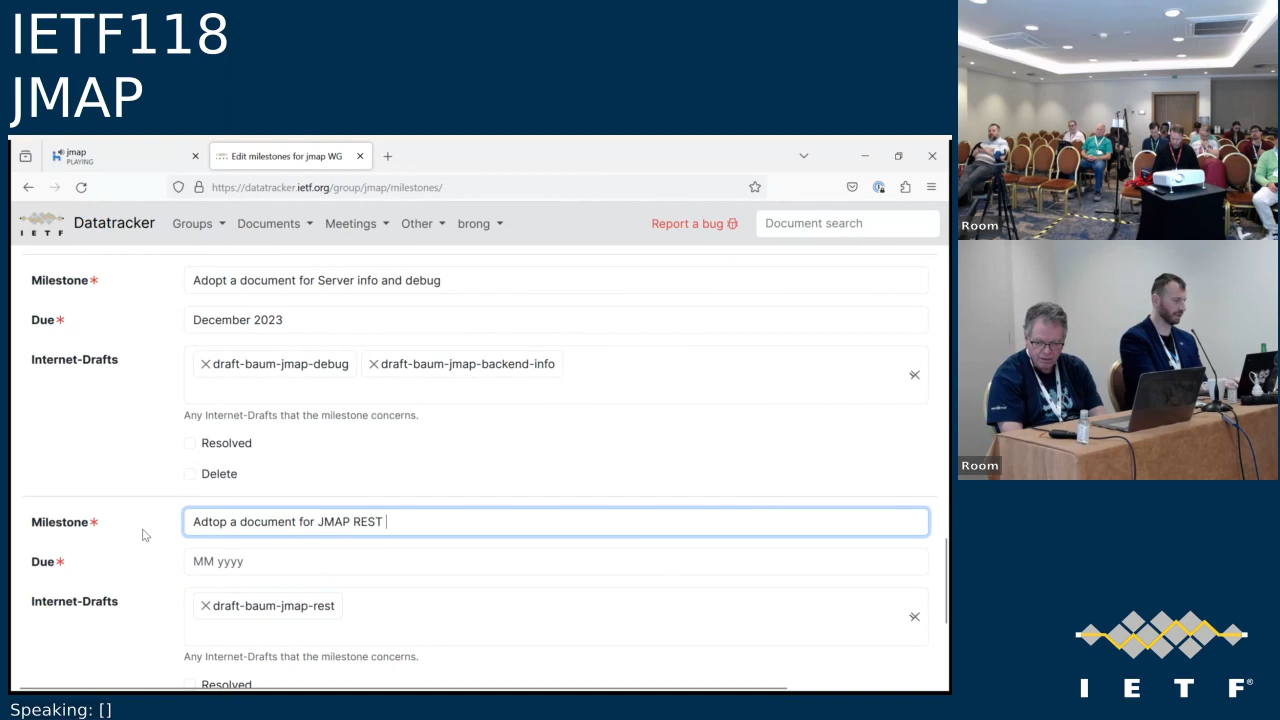 IETF118
JMAP
jmap
PLAYING
Edit milestones for jmap WG
https://datatracker.ietf.org/group/jmap/milestones/
IETF Datatracker Groups Documents Meetings Other brong Report a bug Document search
Milestone* Adopt a document for Server info and debug
Due* December 2023
Internet-Drafts draft-baum-jmap-debug draft-baum-jmap-backend-info
Any Internet-Drafts that the milestone concerns.
Resolved
Delete
Milestone* Adtop a document for JMAP REST
Due* MM yyyy
Internet-Drafts draft-baum-jmap-rest
Any Internet-Drafts that the milestone concerns.
Resolved
Speaking: []
Room
Room
I E T F®